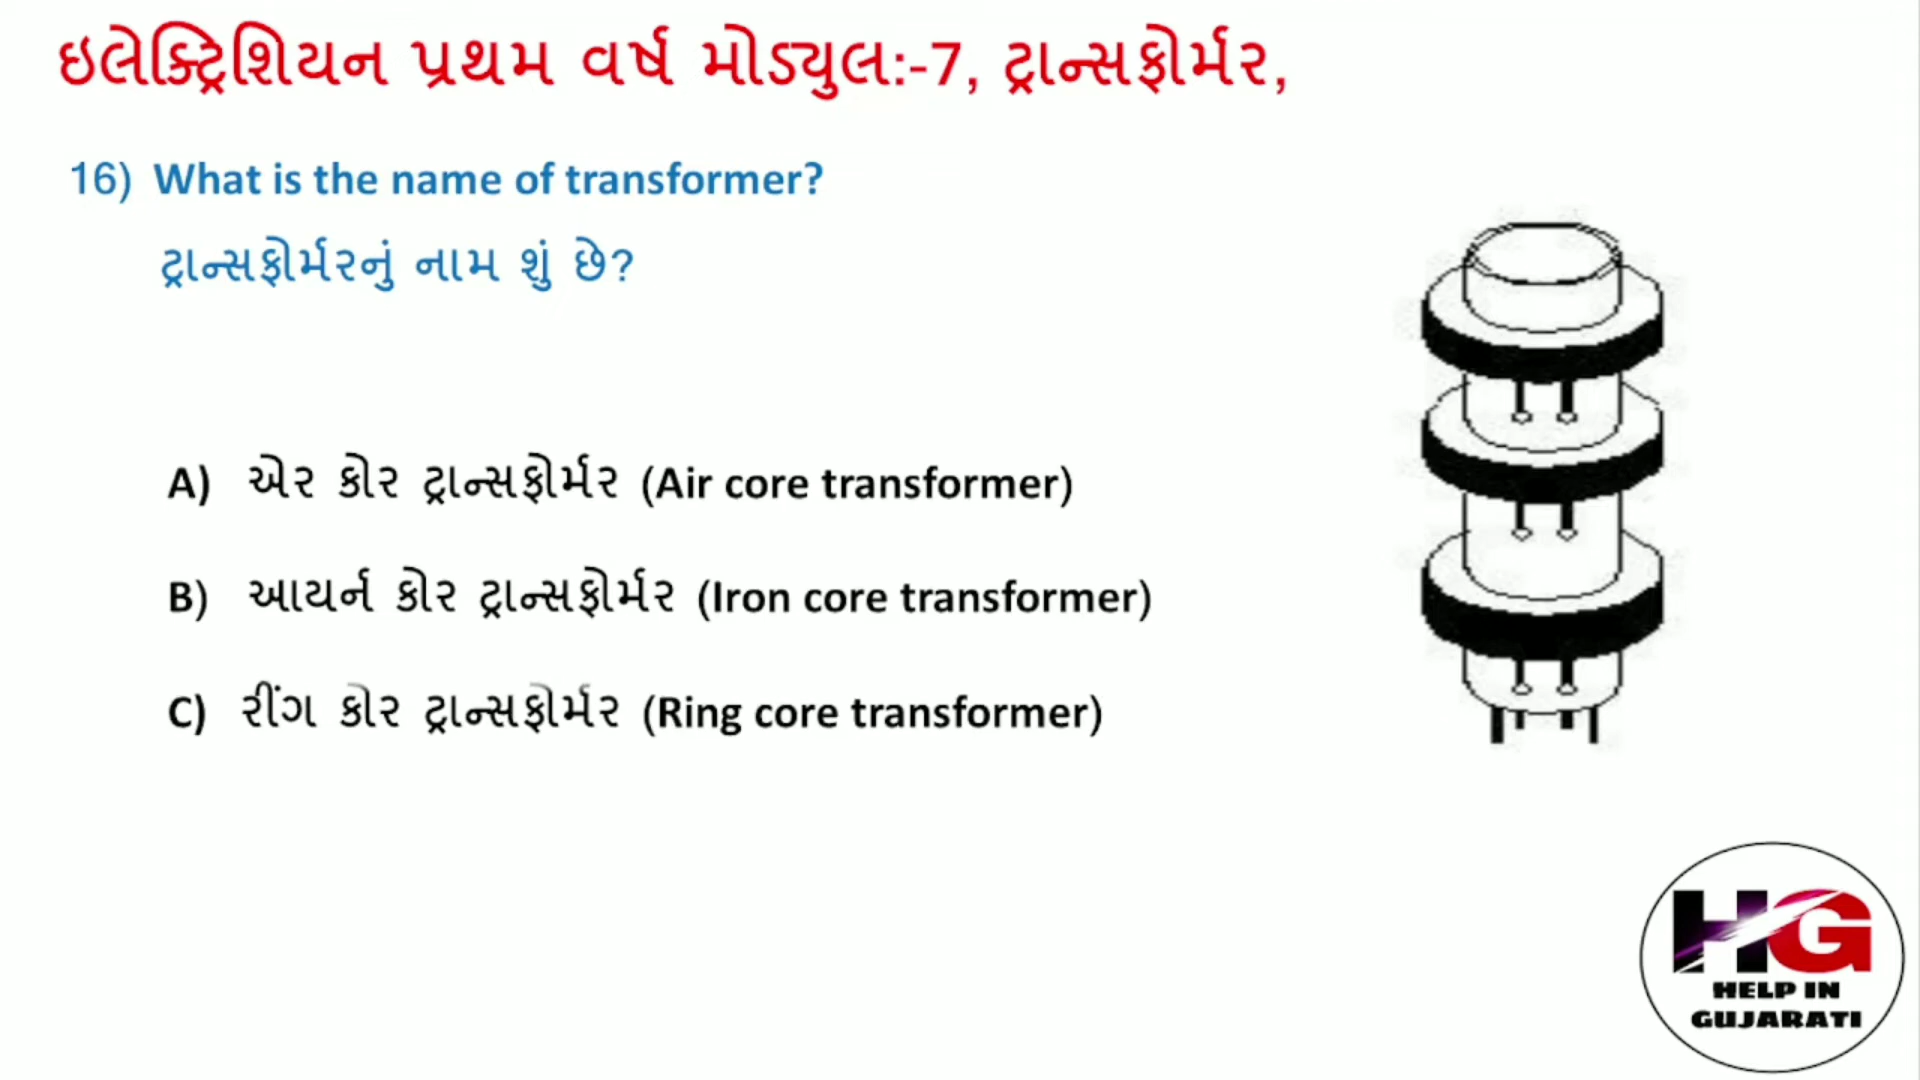 ઇલેક્ટ્રિશિયન પ્રથમ વર્ષ મોડ્યુલ:-7, ટ્રાન્સફોર્મર,
16) What is the name of transformer?
ટ્રાન્સફોર્મરનું નામ શું છે?
A) એર કોર ટ્રાન્સફોર્મર (Air core transformer)
B) આયર્ન કોર ટ્રાન્સફોર્મર (Iron core transformer)
C) રીંગ કોર ટ્રાન્સફોર્મર (Ring core transformer)
HG
HELP IN
GUJARATI